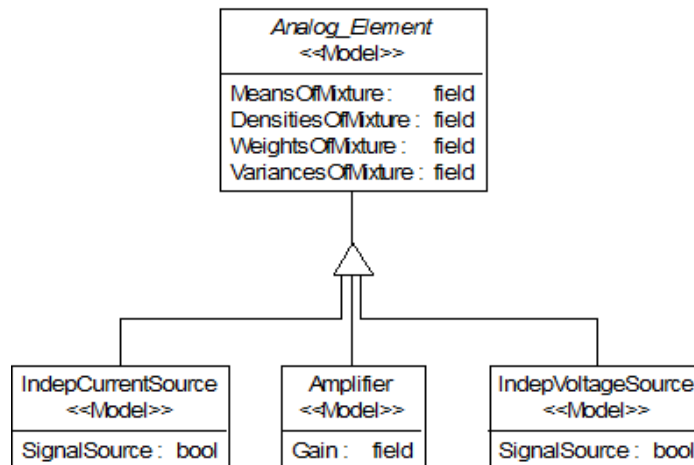 Analog_Element
<<Model>>
MeansOfMixture : field
DensitiesOfMixture : field
WeightsOfMixture : field
VariancesOfMixture : field
IndepCurrentSource
<<Model>>
SignalSource : bool
Amplifier
<<Model>>
Gain : field
IndepVoltageSource
<<Model>>
SignalSource : bool